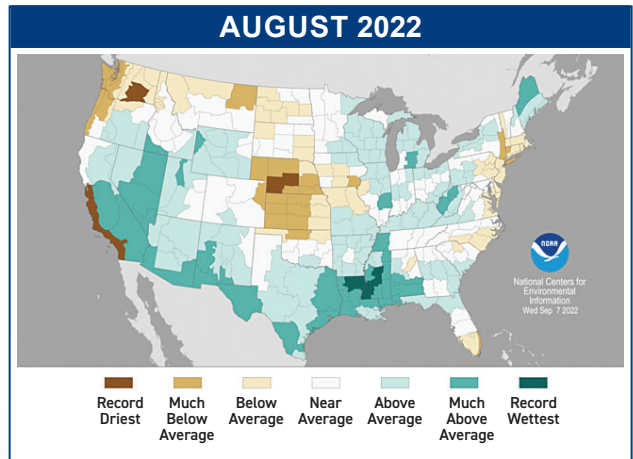 AUGUST 2022
NOAA
National Centers for
Environmental
Information
Wed Sep 7 2022
Record
Driest
Much
Below
Average
Below
Average
Near
Average
Above
Average
Much
Above
Average
Record
Wettest